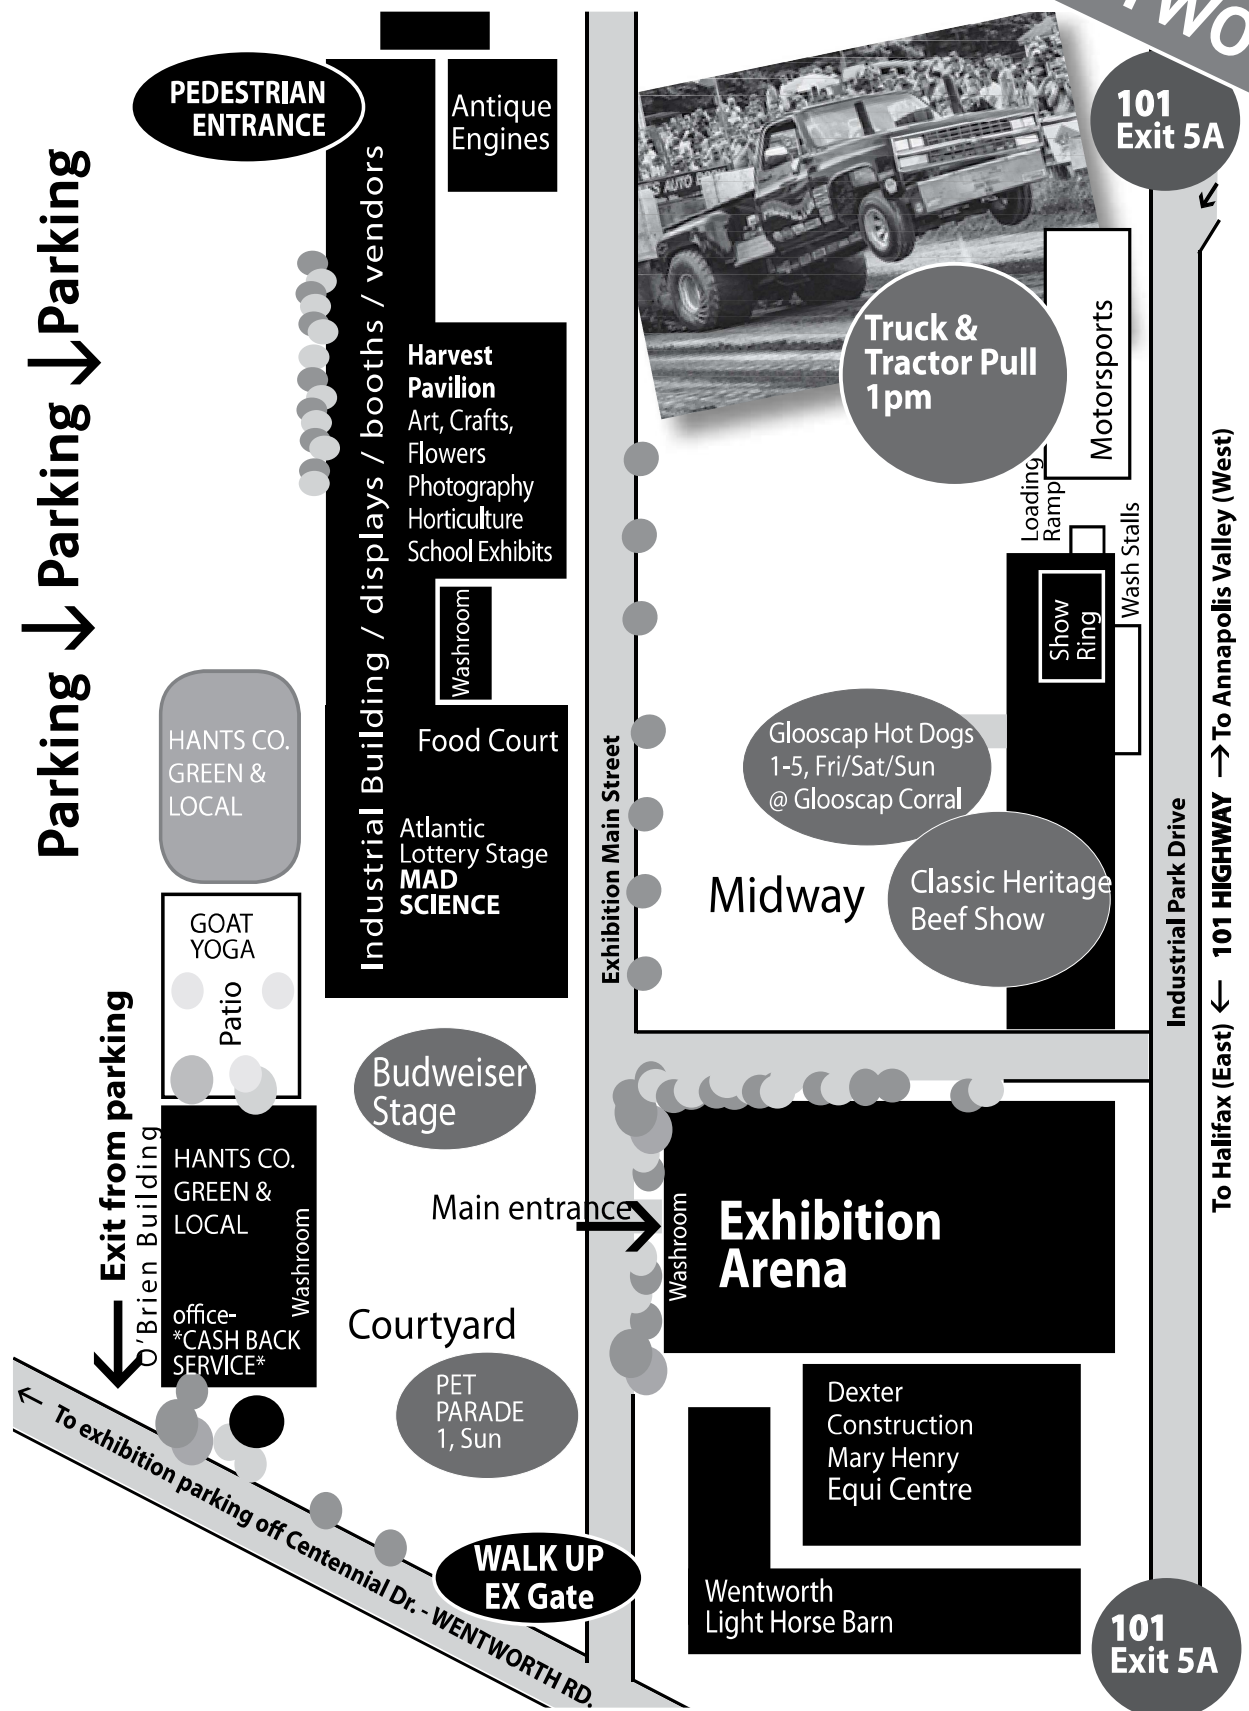 TWO
PEDESTRIAN
ENTRANCE
Antique
Engines
101
Exit 5A
Parking
Parking
Parking
Industrial Building / displays / booths / vendors
Harvest
Pavilion
Art, Crafts,
Flowers
Photography
Horticulture
School Exhibits
Washroom
Food Court
Atlantic
Lottery Stage
MAD
SCIENCE
S AUTO BODY
Truck &
Tractor Pull
1pm
Motorsports
Loading
Ramp
Wash Stalls
Show
Ring
Glooscap Hot Dogs
1-5, Fri/Sat/Sun
@ Glooscap Corral
Midway
Classic Heritage
Beef Show
Exhibition Main Street
Industrial Park Drive
To Halifax (East) ← 101 HIGHWAY → To Annapolis Valley (West)
HANTS CO.
GREEN &
LOCAL
GOAT
YOGA
Patio
Exit from parking
O'Brien Building
HANTS CO.
GREEN &
LOCAL
Washroom
office-
*CASH BACK
SERVICE*
Budweiser
Stage
Main entrance
Washroom
Exhibition
Arena
Courtyard
PET
PARADE
1, Sun
Dexter
Construction
Mary Henry
Equi Centre
Wentworth
Light Horse Barn
WALK UP
EX Gate
← To exhibition parking off Centennial Dr. - WENTWORTH RD.
101
Exit 5A